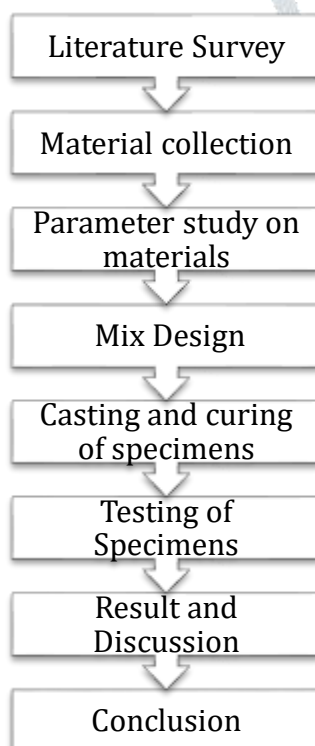 Literature Survey
Material collection
Parameter study on
materials
Mix Design
Casting and curing
of specimens
Testing of
Specimens
Result and
Discussion
Conclusion